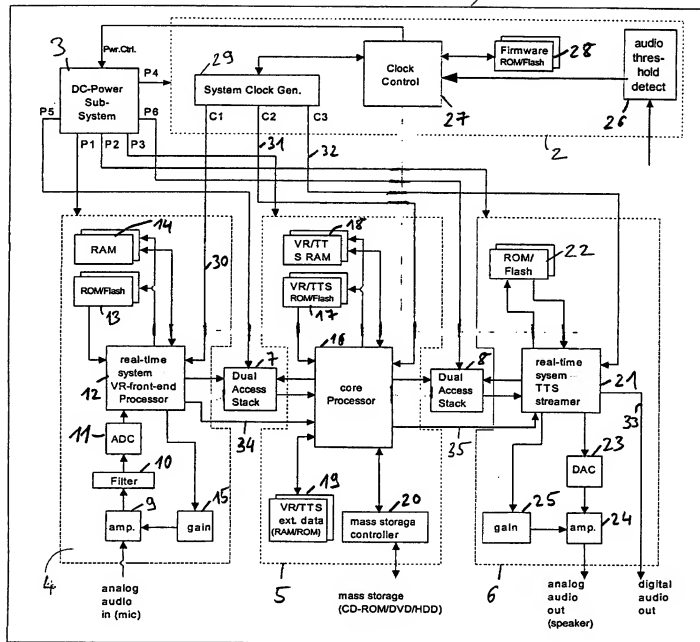 Pwr.Ctrl.
3
DC-Power
Sub-
System
P4
P5
P6
P1
P2
P3
29
System Clock Gen.
C1
C2
C3
31
32
Clock
Control
27
Firmware
ROM/Flash
28
audio
thres-
hold
detect
26
2
14
RAM
ROM/Flash
13
30
real-time
system
VR-front-end
Processor
12
7
Dual
Access
Stack
34
11
ADC
10
Filter
9
amp.
15
gain
4
analog
audio
in (mic)
18
VR/TT
S RAM
VR/TTS
ROM/Flash
17
16
core
Processor
8
Dual
Access
Stack
35
19
VR/TTS
ext. data
(RAM/ROM)
20
mass storage
controller
5
mass storage
(CD-ROM/DVD/HDD)
ROM/
Flash
22
real-time
sysem
TTS
streamer
21
33
23
DAC
25
gain
amp.
24
6
analog
audio
out
(speaker)
digital
audio
out